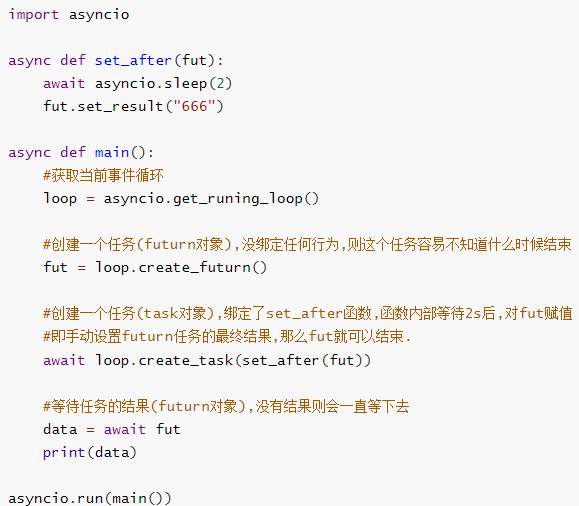 import asyncio
async def set_after(fut):
await asyncio.sleep(2)
fut.set_result("666")
async def main():
#获取当前事件循环
loop = asyncio.get_runing_loop()
#创建一个任务(futurn对象),没绑定任何行为,则这个任务容易不知道什么时候结束
fut = loop.create_futurn()
#创建一个任务(task对象),绑定了set_after函数,函数内部等待2s后,对fut赋值
#即手动设置futurn任务的最终结果,那么fut就可以结束.
await loop.create_task(set_after(fut))
#等待任务的结果(futurn对象),没有结果则会一直等下去
data = await fut
print(data)
asyncio.run(main())